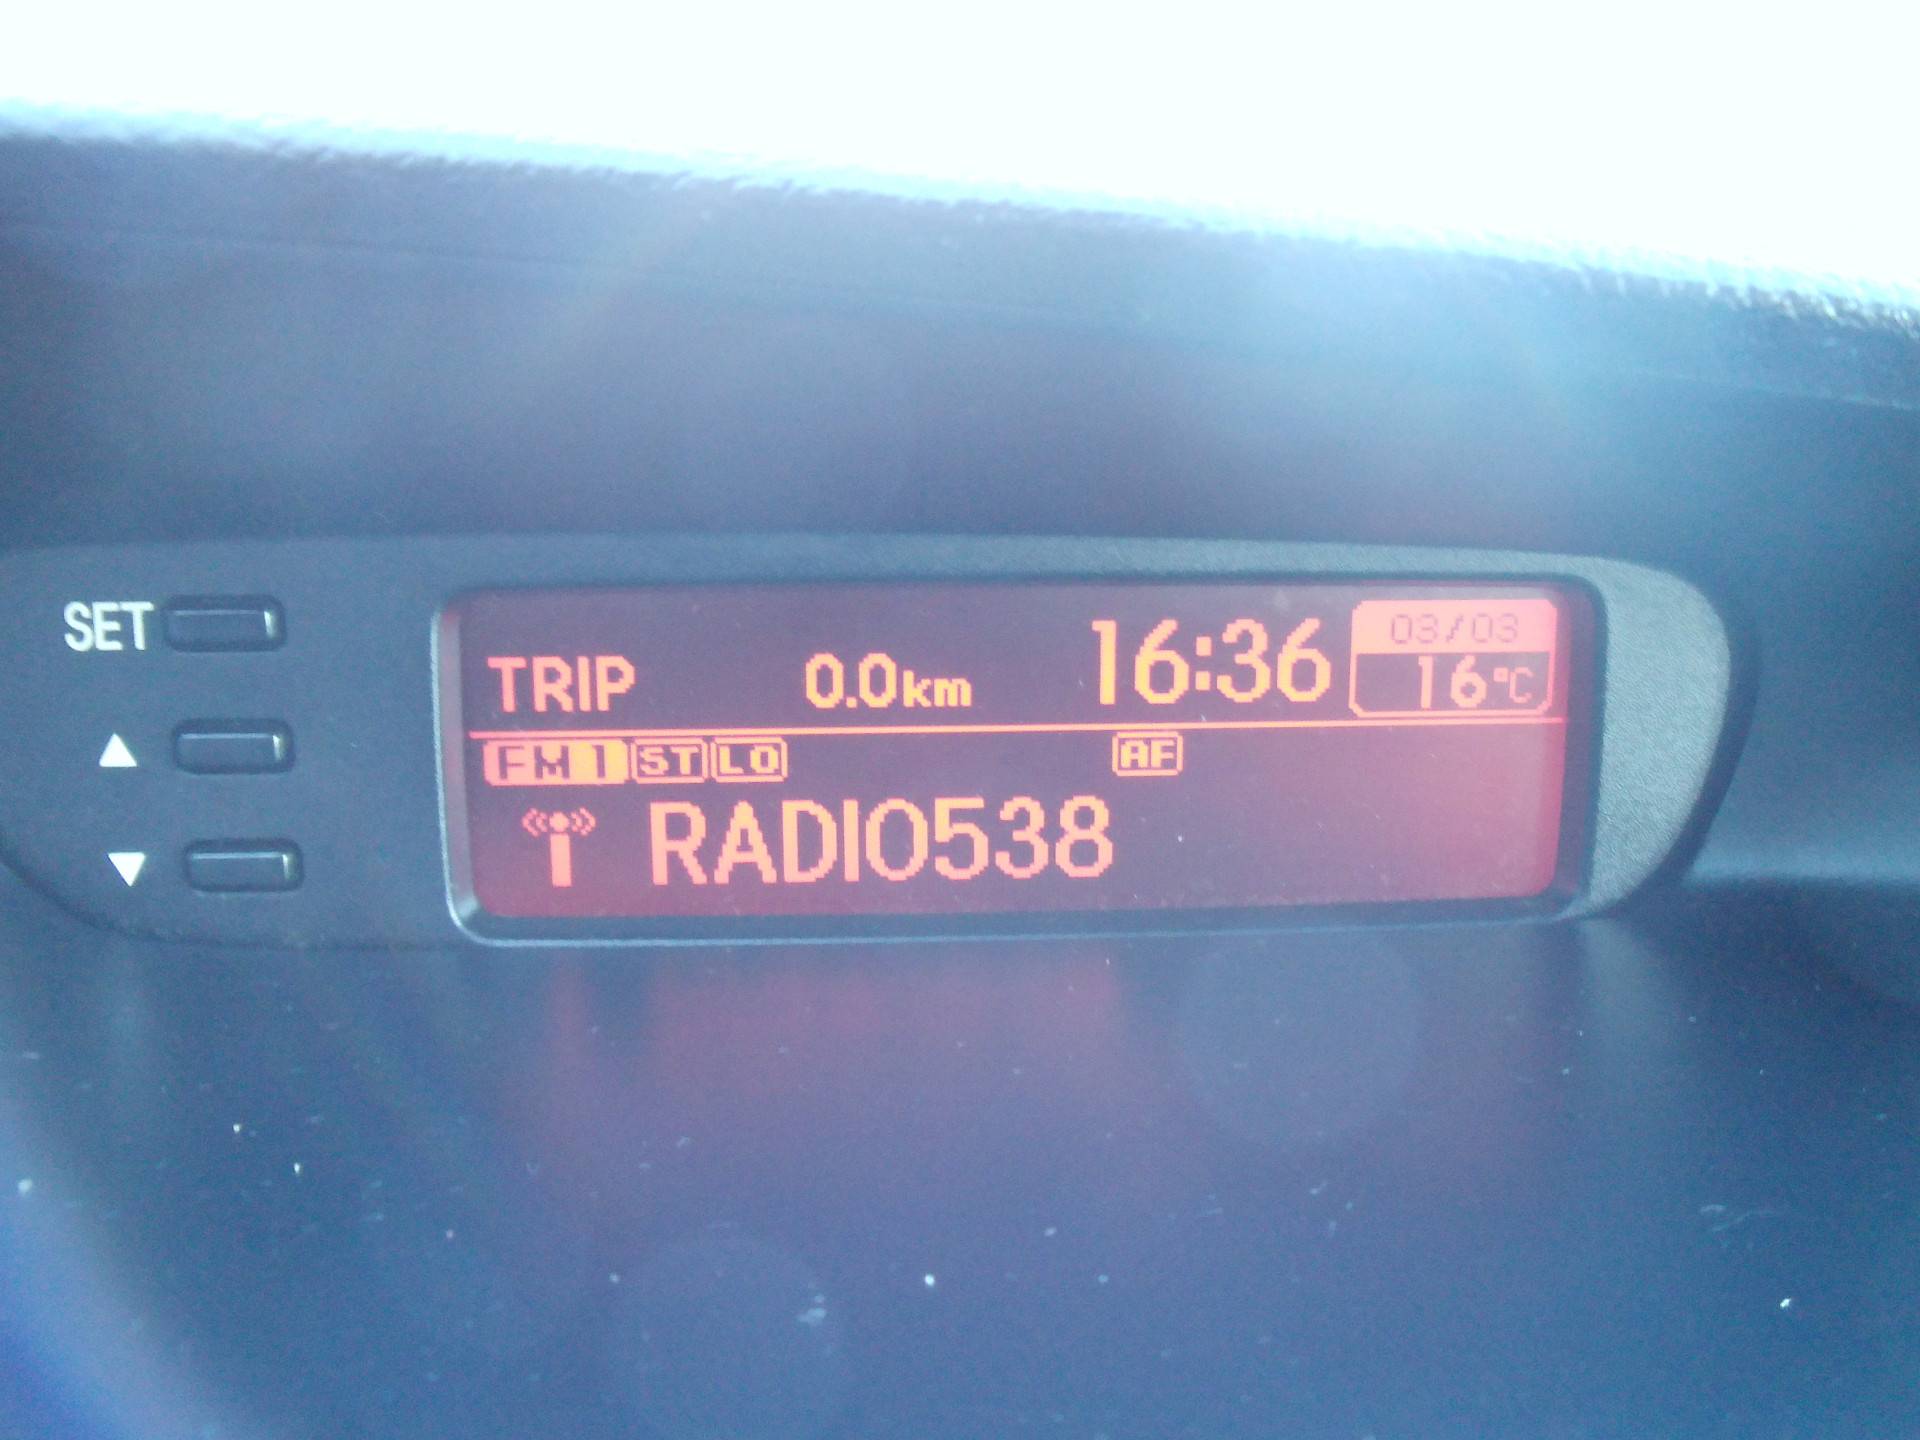 SET
TRIP 0.0km 16:36 03/03
16°C
FM1 ST LO AF
RADIO538